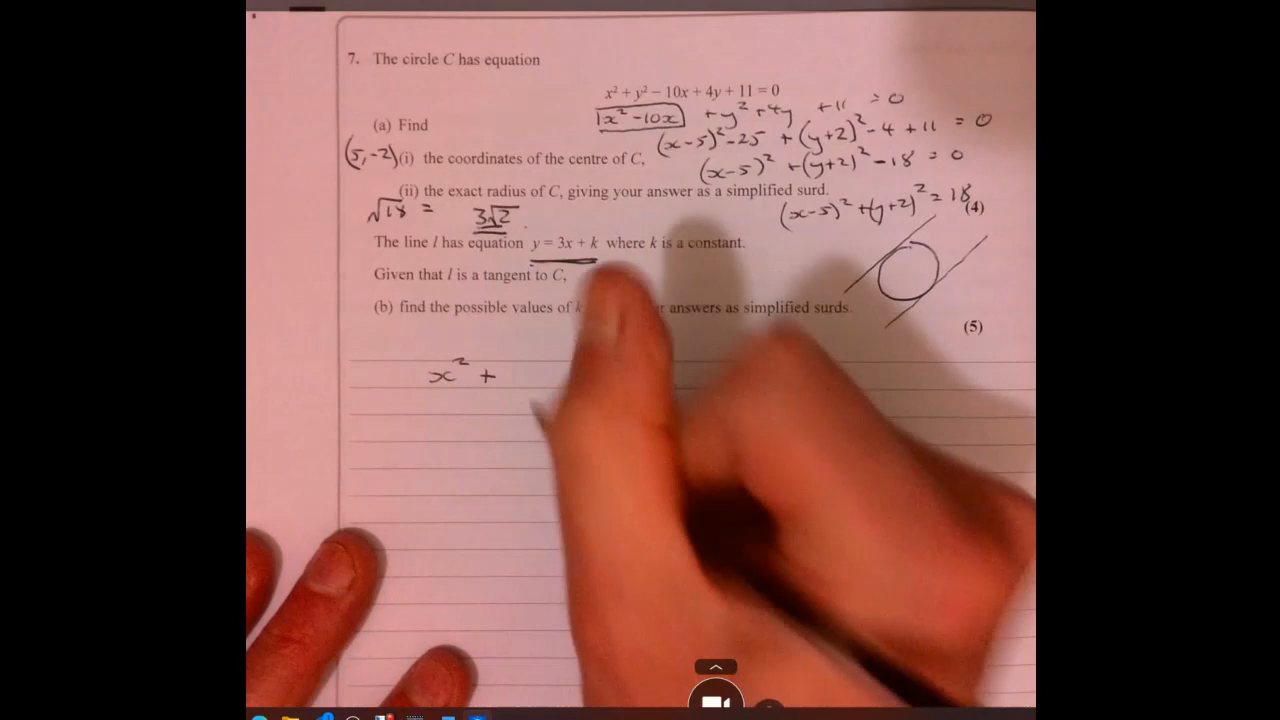 7. The circle C has equation
x² + y² − 10x + 4y + 11 = 0
x² − 10x + y² + 4y + 11 = 0
(a) Find
(x−5)² − 25 + (y+2)² − 4 + 11 = 0
(5, −2) (i) the coordinates of the centre of C,
(x−5)² + (y+2)² − 18 = 0
(ii) the exact radius of C, giving your answer as a simplified surd.
√18 = 3√2
(x−5)² + (y+2)² = 18
(4)
The line l has equation y = 3x + k where k is a constant.
Given that l is a tangent to C,
(b) find the possible values of k answers as simplified surds
(5)
x² +